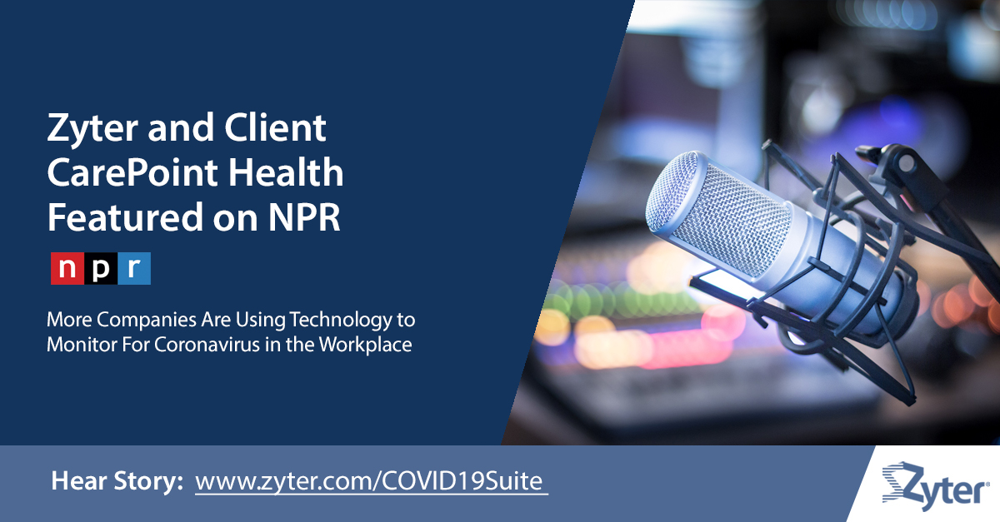 Zyter and Client
CarePoint Health
Featured on NPR
npr
More Companies Are Using Technology to
Monitor For Coronavirus in the Workplace
Hear Story: www.zyter.com/COVID19Suite
Zyter®